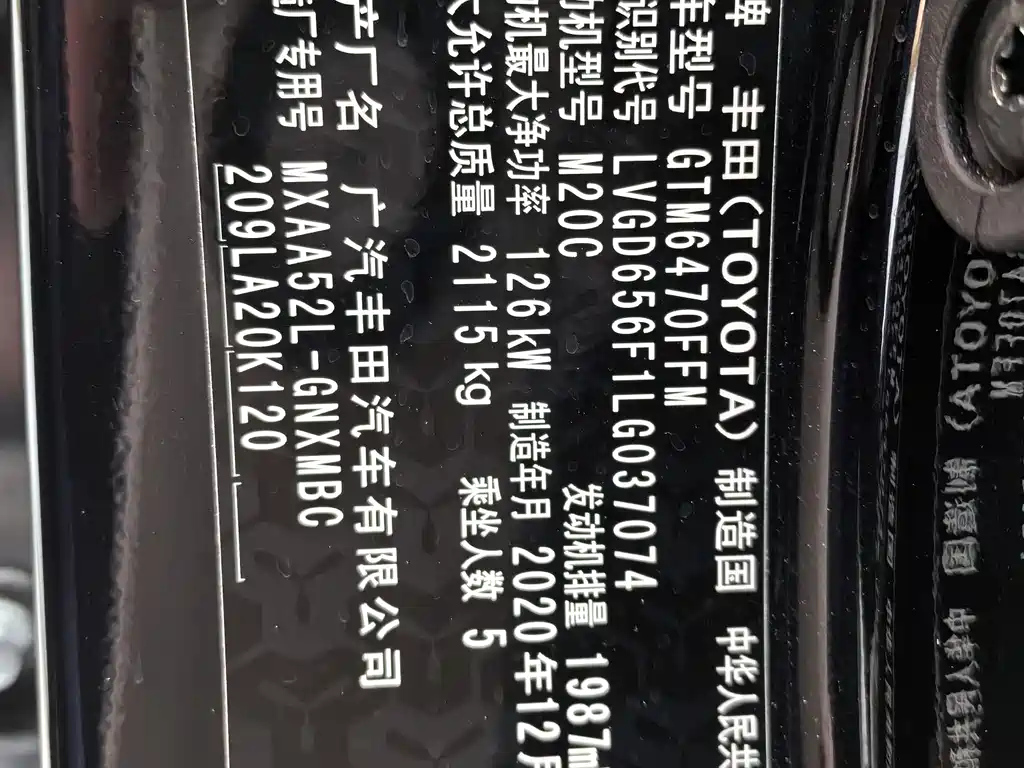 牌 丰田(TOYOTA) 制造国 中华人民共
车型号 GTM6470FFM
识别代号 LVGD656F1LG037074
动机型号 M20C 发动机排量 1987m
动机最大净功率 126kW 制造年月 2020年12月
大允许总质量 2115kg 乘坐人数 5
产厂名 广汽丰田汽车有限公司
厂专用号 MXAA52L-GNXMBC
209LA20K120